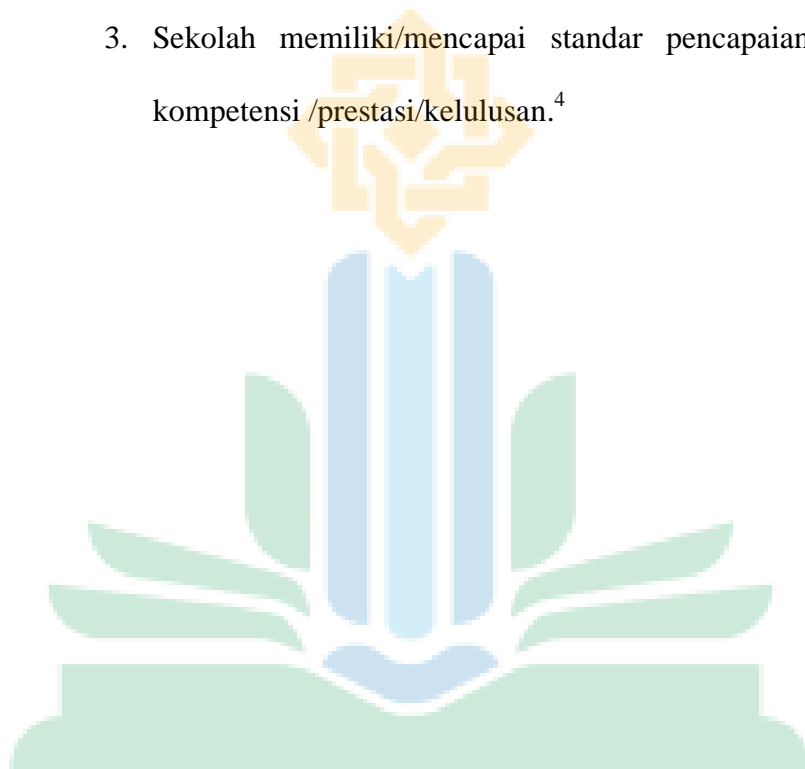 3. Sekolah memiliki/mencapai standar pencapaian
kompetensi /prestasi/kelulusan.⁴